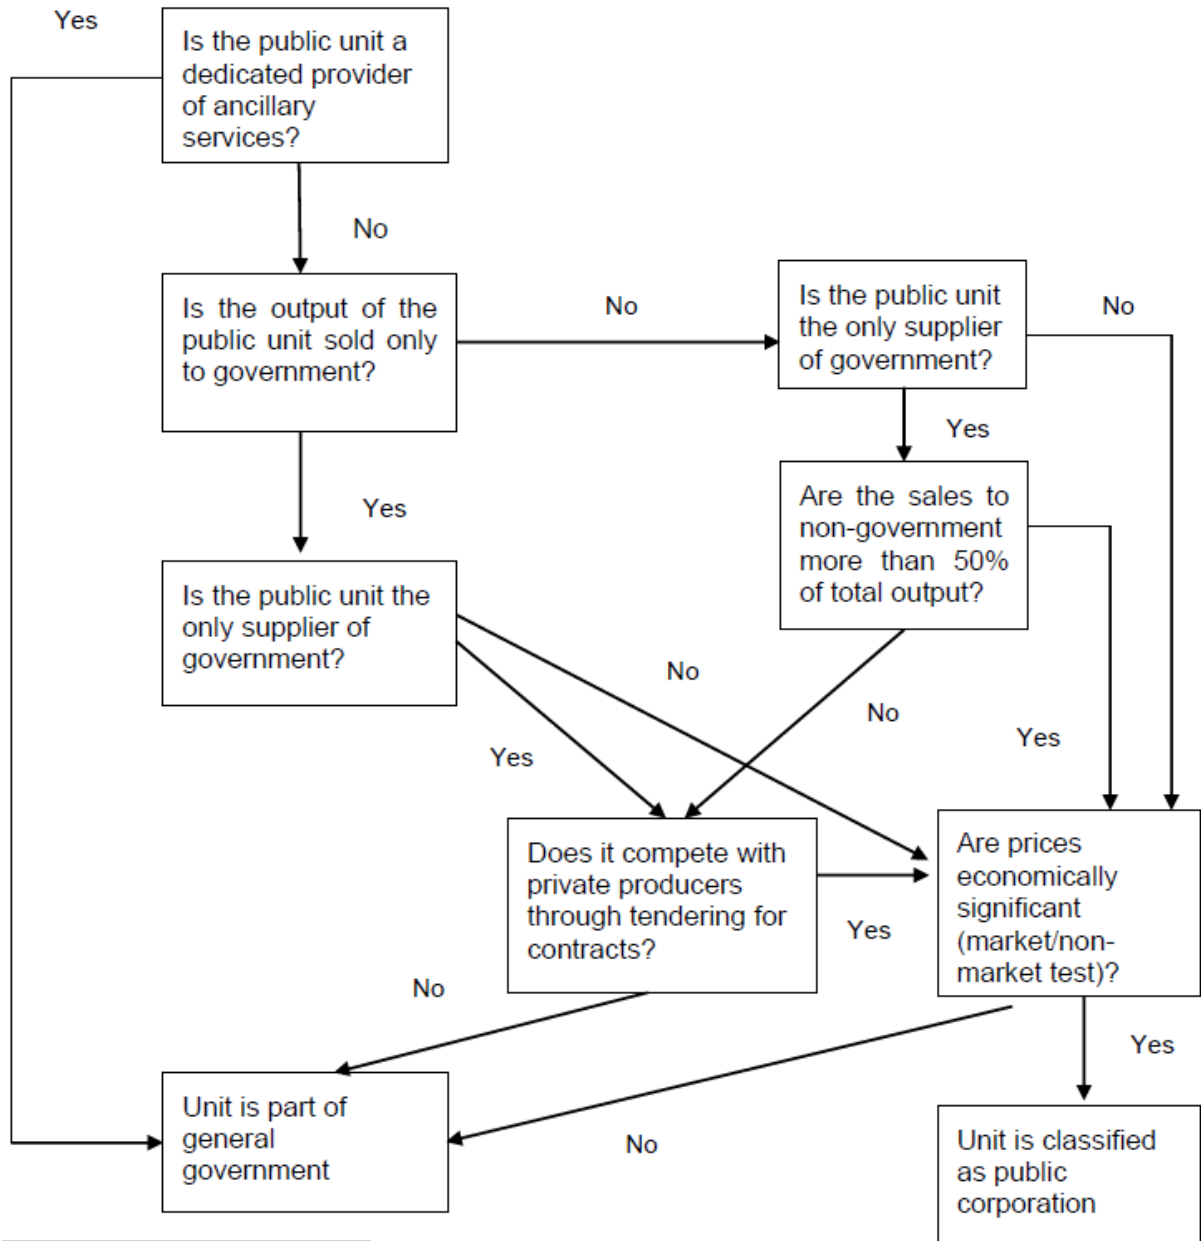 Yes
Is the public unit a
dedicated provider
of ancillary
services?
No
Is the output of the
public unit sold only
to government?
No
Is the public unit
the only supplier
of government?
No
Yes
Yes
Are the sales to
non-government
more than 50%
of total output?
Is the public unit the
only supplier of
government?
No
No
Yes
Yes
Does it compete with
private producers
through tendering for
contracts?
Yes
Are prices
economically
significant
(market/non-
market test)?
No
Yes
Unit is part of
general
government
No
Unit is classified
as public
corporation